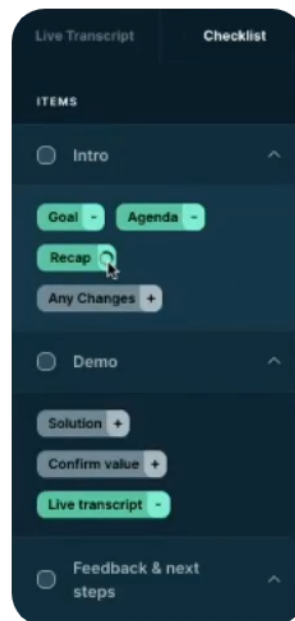 Live Transcript Checklist
ITEMS
Intro
Goal - Agenda -
Recap
Any Changes +
Demo
Solution +
Confirm value +
Live transcript -
Feedback & next
steps